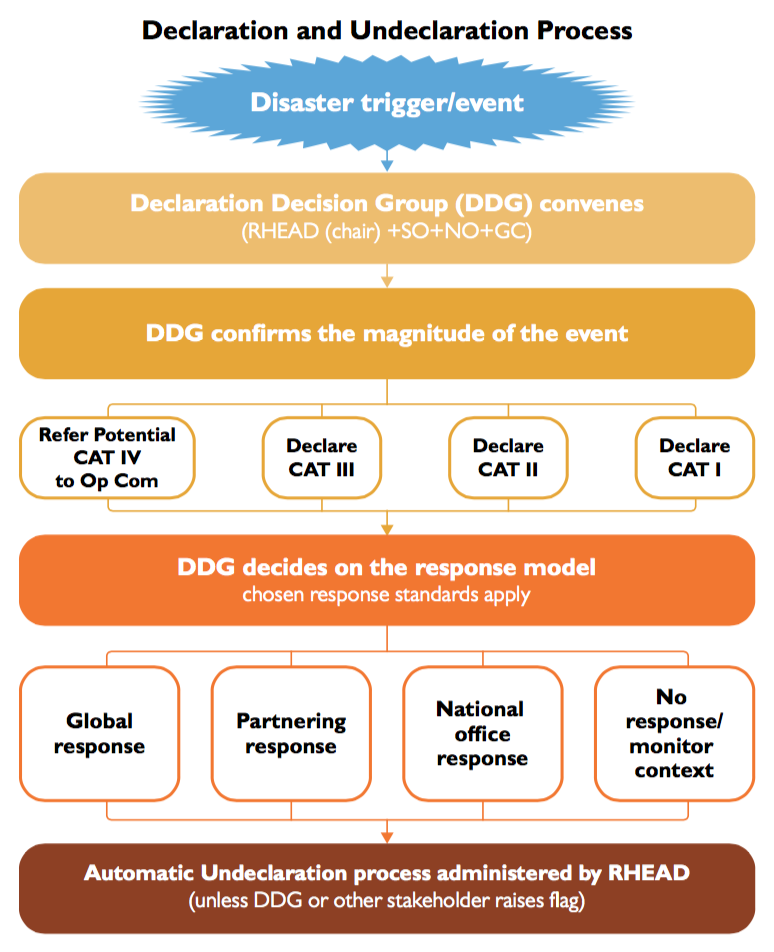 Declaration and Undeclaration Process
Disaster trigger/event
Declaration Decision Group (DDG) convenes
(RHEAD (chair) +SO+NO+GC)
DDG confirms the magnitude of the event
Refer Potential
CAT IV
to Op Com
Declare
CAT III
Declare
CAT II
Declare
CAT I
DDG decides on the response model
chosen response standards apply
Global
response
Partnering
response
National
office
response
No
response/
monitor
context
Automatic Undeclaration process administered by RHEAD
(unless DDG or other stakeholder raises flag)